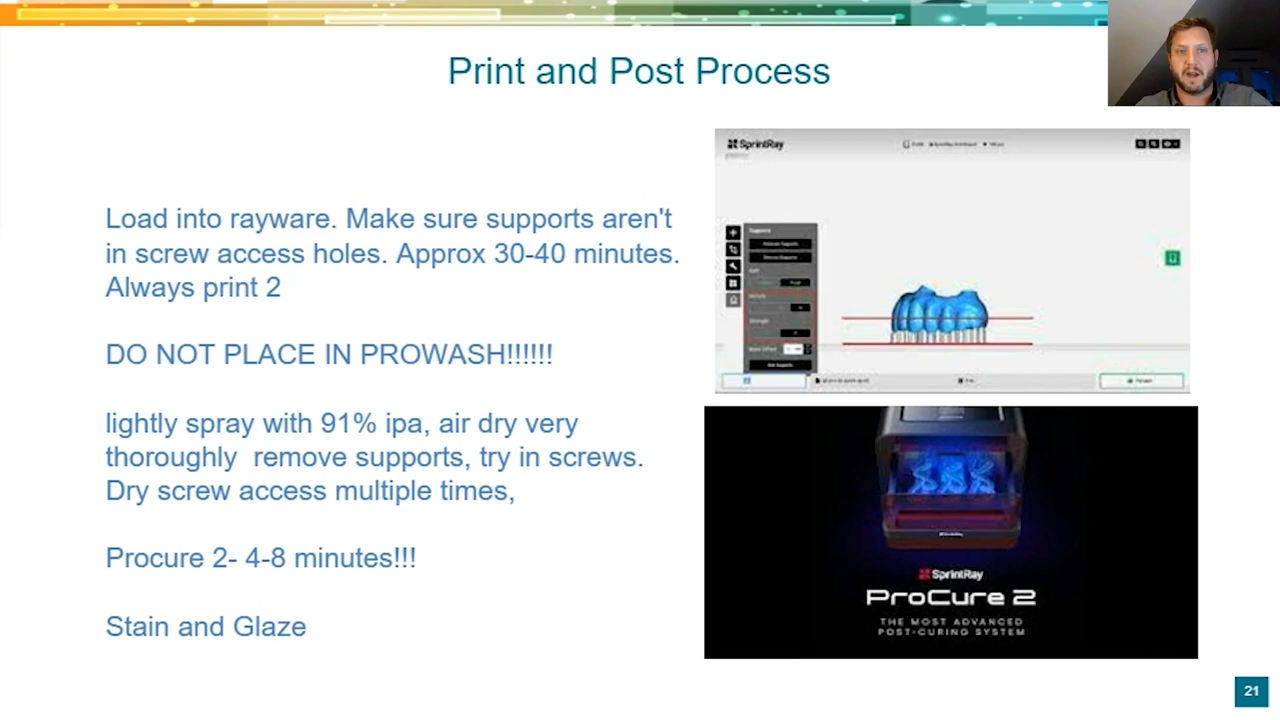 Print and Post Process
SprintRay
Load into rayware. Make sure supports aren't
in screw access holes. Approx 30-40 minutes.
Always print 2
DO NOT PLACE IN PROWASH!!!!!!
lightly spray with 91% ipa, air dry very
thoroughly  remove supports, try in screws.
Dry screw access multiple times,
Procure 2- 4-8 minutes!!!
Stain and Glaze
Supports
SprintRay
SprintRay
ProCure 2
THE MOST ADVANCED
POST-CURING SYSTEM
21